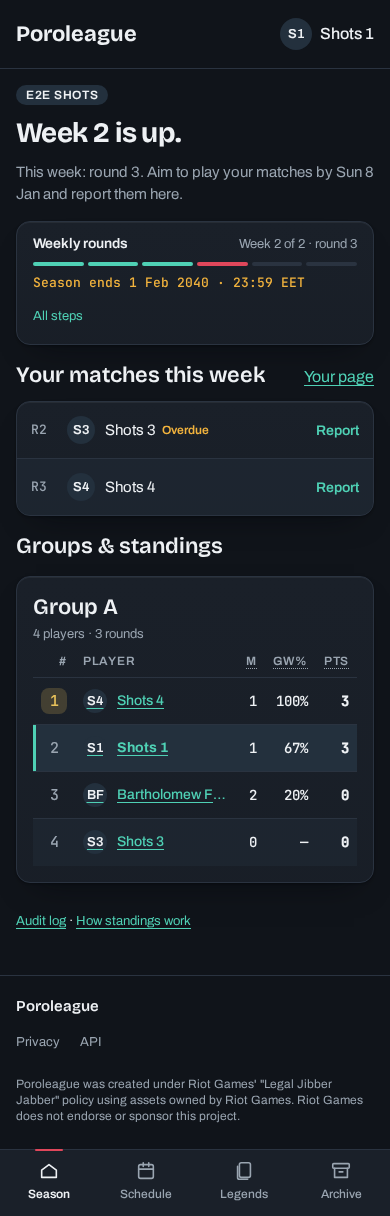 Poroleague
S1 Shots 1
E2E SHOTS
Week 2 is up.
This week: round 3. Aim to play your matches by Sun 8
Jan and report them here.
Weekly rounds Week 2 of 2 · round 3
Season ends 1 Feb 2040 · 23:59 EET
All steps
Your matches this week Your page
R2 S3 Shots 3 Overdue Report
R3 S4 Shots 4 Report
Groups & standings
Group A
4 players · 3 rounds
# PLAYER M GW% PTS
1 S4 Shots 4 1 100% 3
2 S1 Shots 1 1 67% 3
3 BF Bartholomew F… 2 20% 0
4 S3 Shots 3 0 — 0
Audit log · How standings work
Poroleague
Privacy API
Poroleague was created under Riot Games' "Legal Jibber
Jabber" policy using assets owned by Riot Games. Riot Games
does not endorse or sponsor this project.
Season Schedule Legends Archive